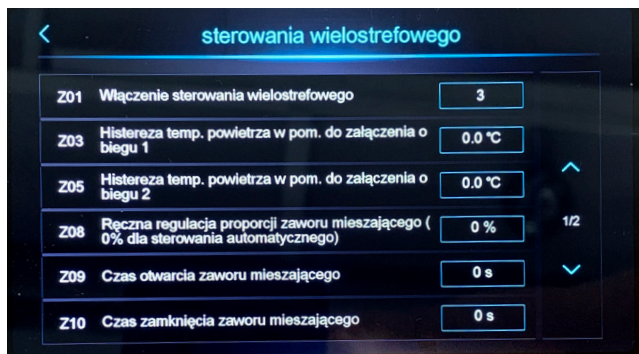 sterowania wielostrefowego
Z01 Włączenie sterowania wielostrefowego 3
Z03 Histereza temp. powietrza w pom. do załączenia o
biegu 1 0.0 °C
Z05 Histereza temp. powietrza w pom. do załączenia o
biegu 2 0.0 °C
Z08 Ręczna regulacja proporcji zaworu mieszającego (
0% dla sterowania automatycznego) 0 %
1/2
Z09 Czas otwarcia zaworu mieszającego 0 s
Z10 Czas zamknięcia zaworu mieszającego 0 s